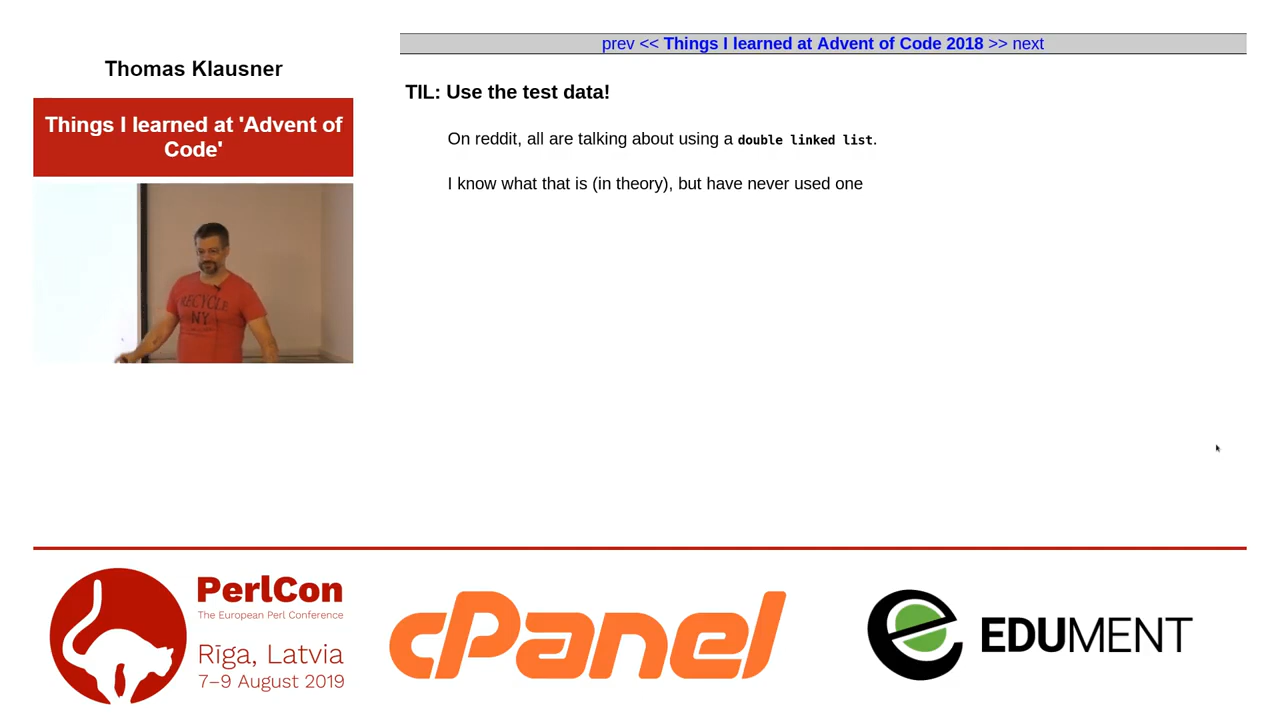 Thomas Klausner
Things I learned at 'Advent of
Code'
RECYCLE
NY
prev << Things I learned at Advent of Code 2018 >> next
TIL: Use the test data!
On reddit, all are talking about using a double linked list.
I know what that is (in theory), but have never used one
PerlCon
The European Perl Conference
Rīga, Latvia
7–9 August 2019
cPanel
EDUMENT